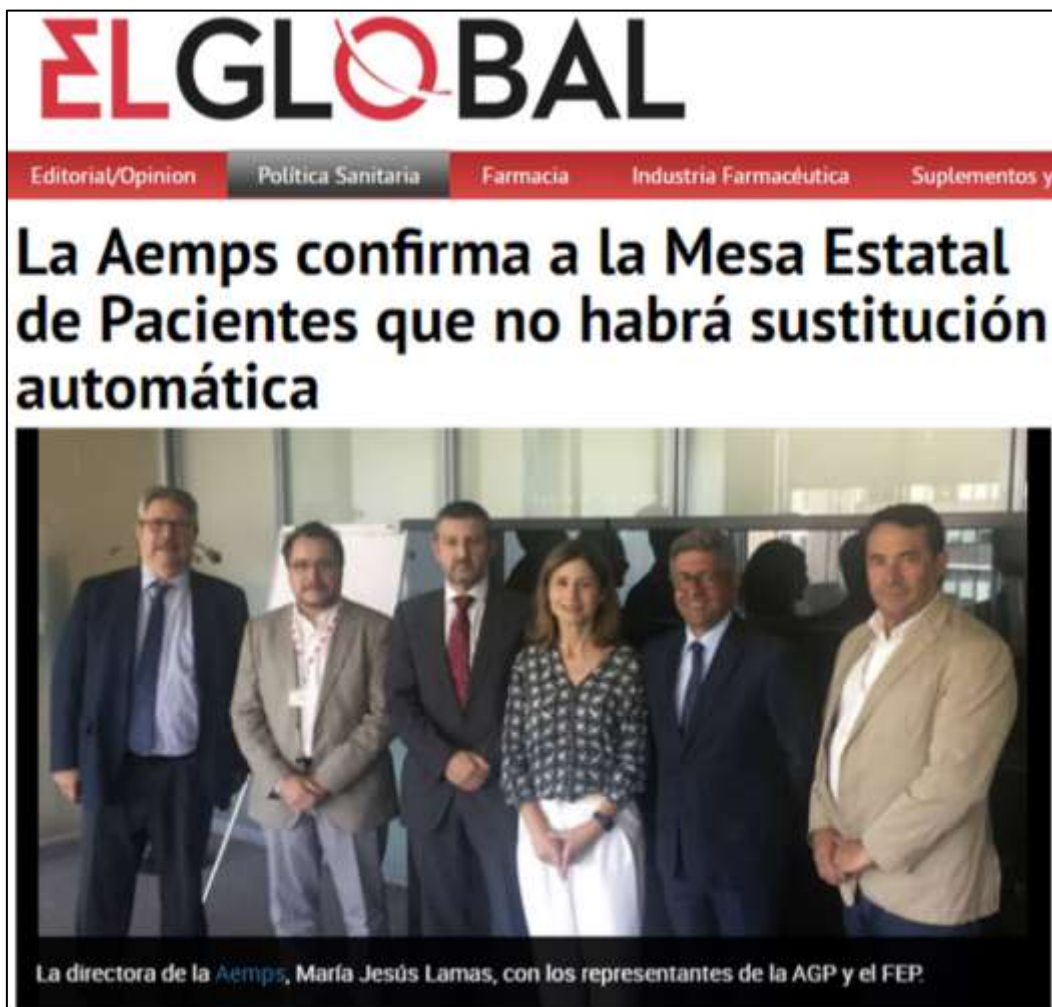 ELGLOBAL
Editorial/Opinion Política Sanitaria Farmacia Industria Farmacéutica Suplementos y
La Aemps confirma a la Mesa Estatal
de Pacientes que no habrá sustitución
automática
La directora de la Aemps, María Jesús Lamas, con los representantes de la AGP y el FEP.